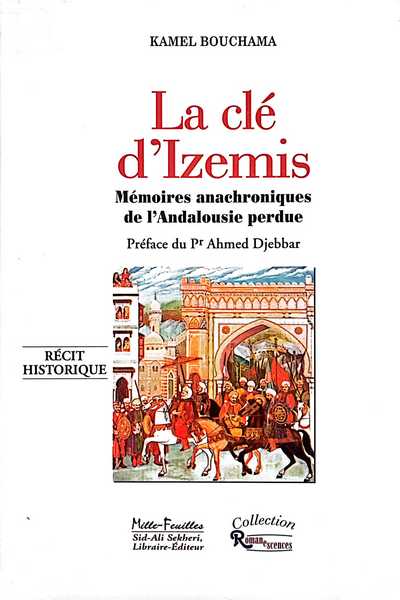 KAMEL BOUCHAMA
La clé
d'Izemis
Mémoires anachroniques
de l'Andalousie perdue
Préface du Pr Ahmed Djebbar
RÉCIT
HISTORIQUE
Mille-Feuilles
Sid-Ali Sekheri,
Libraire-Éditeur
Collection
Roman&scences